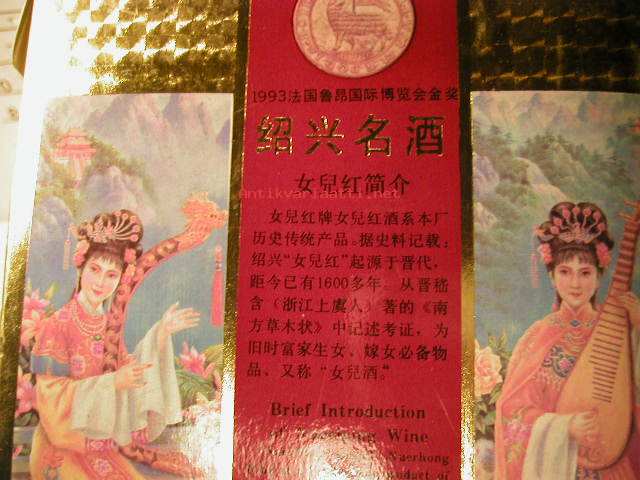 1993法国鲁昂国际博览会金奖
绍兴名酒
女兒红简介
Antikvariaatti.net
女兒红牌女兒红酒系本厂
历史传统产品。据史料记载：
绍兴“女兒红”起源于晋代，
距今已有1600多年。从晋嵇
含（浙江上虞人）著的《南
方草木状》中记述考证，为
旧时富家生女、嫁女必备物
品、又称“女兒酒”。
Brief Introduction
Wine
Naerhong
of